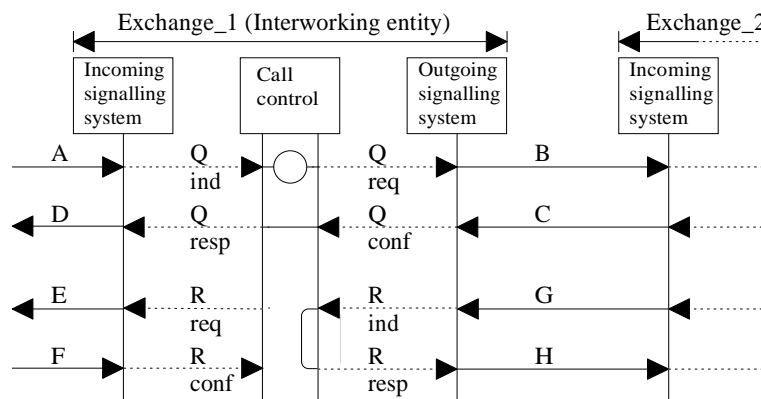 Exchange_1 (Interworking entity)
Exchange_2
Incoming
signalling
system
Call
control
Outgoing
signalling
system
Incoming
signalling
system
A Q Q B
ind req
D Q Q C
resp conf
E R R G
req ind
F R R H
conf resp